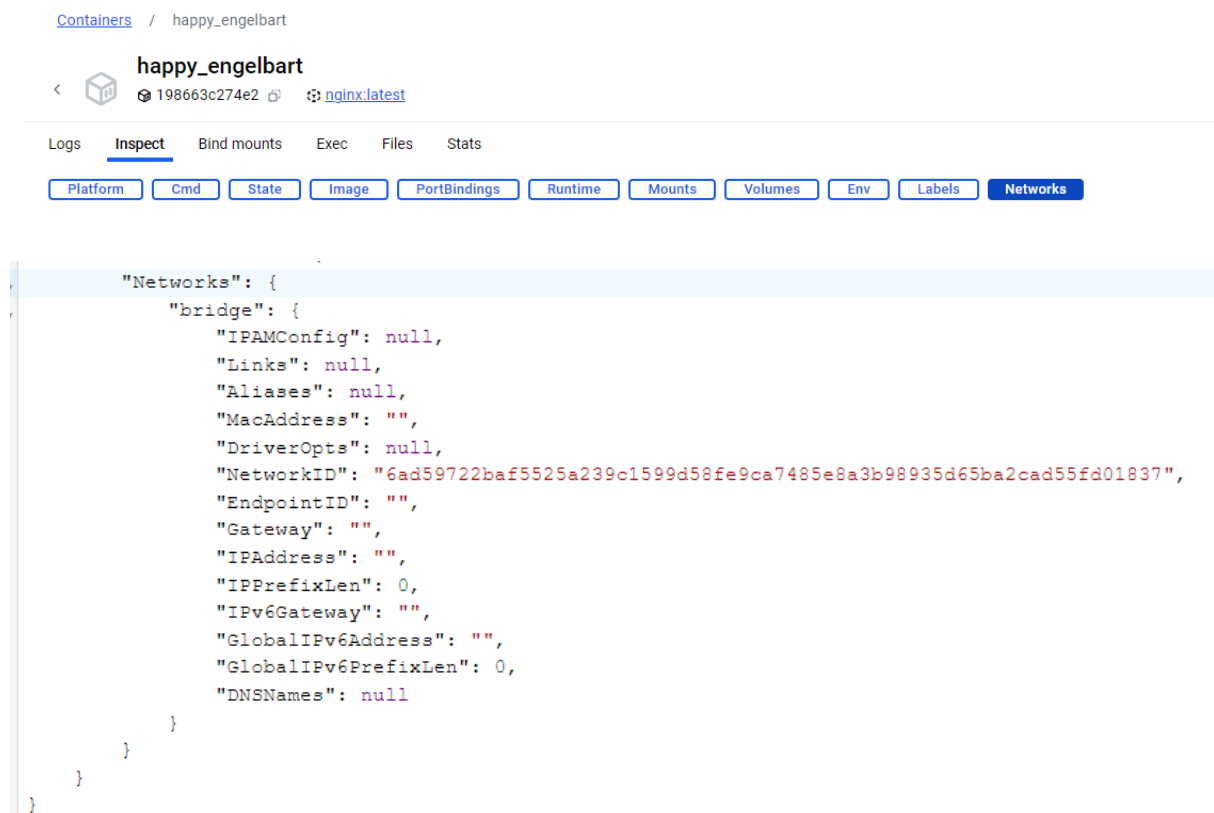 Containers / happy_engelbart
happy_engelbart
198663c274e2 nginx:latest
Logs Inspect Bind mounts Exec Files Stats
Platform Cmd State Image PortBindings Runtime Mounts Volumes Env Labels Networks
"Networks": {
"bridge": {
"IPAMConfig": null,
"Links": null,
"Aliases": null,
"MacAddress": "",
"DriverOpts": null,
"NetworkID": "6ad59722baf5525a239c1599d58fe9ca7485e8a3b98935d65ba2cad55fd01837",
"EndpointID": "",
"Gateway": "",
"IPAddress": "",
"IPPrefixLen": 0,
"IPv6Gateway": "",
"GlobalIPv6Address": "",
"GlobalIPv6PrefixLen": 0,
"DNSNames": null
}
}
}
}